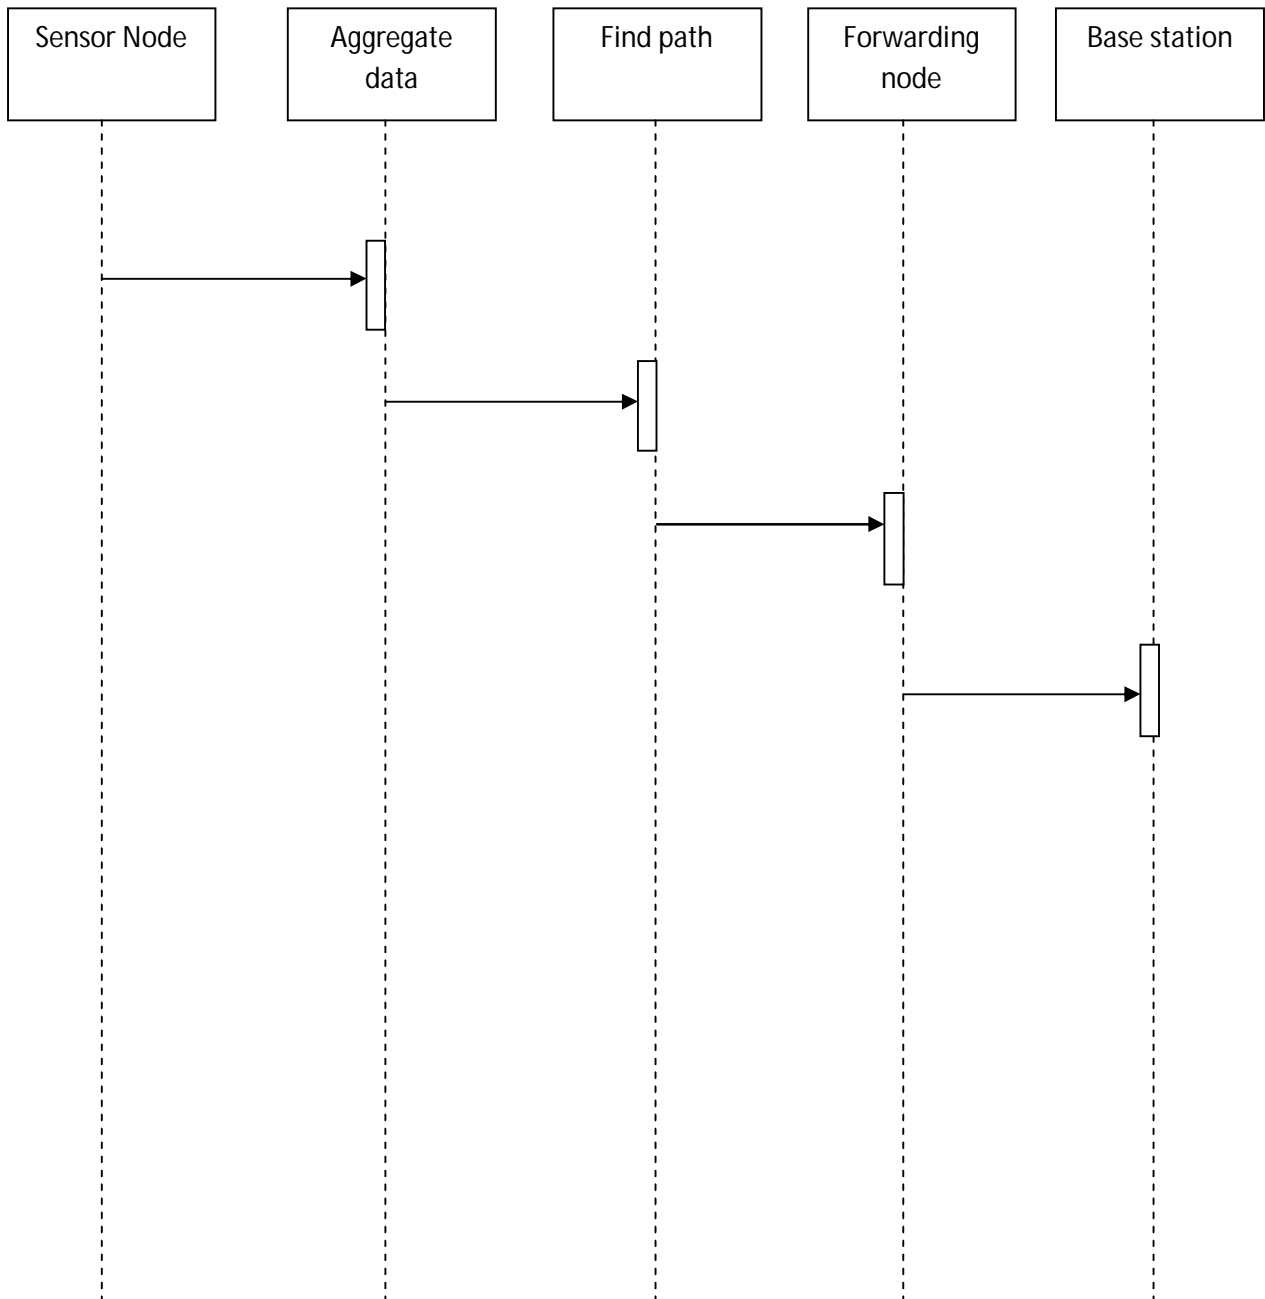 Sensor Node
Aggregate
data
Find path
Forwarding
node
Base station